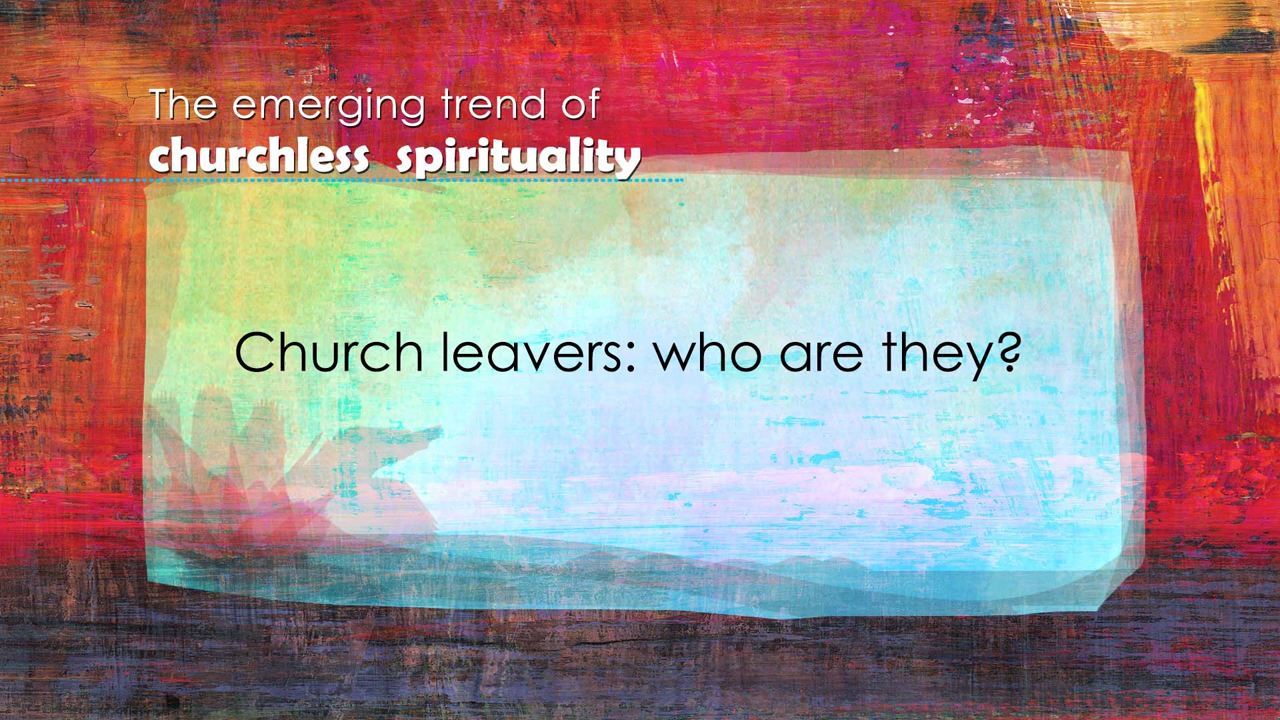 The emerging trend of
churchless spirituality
Church leavers: who are they?